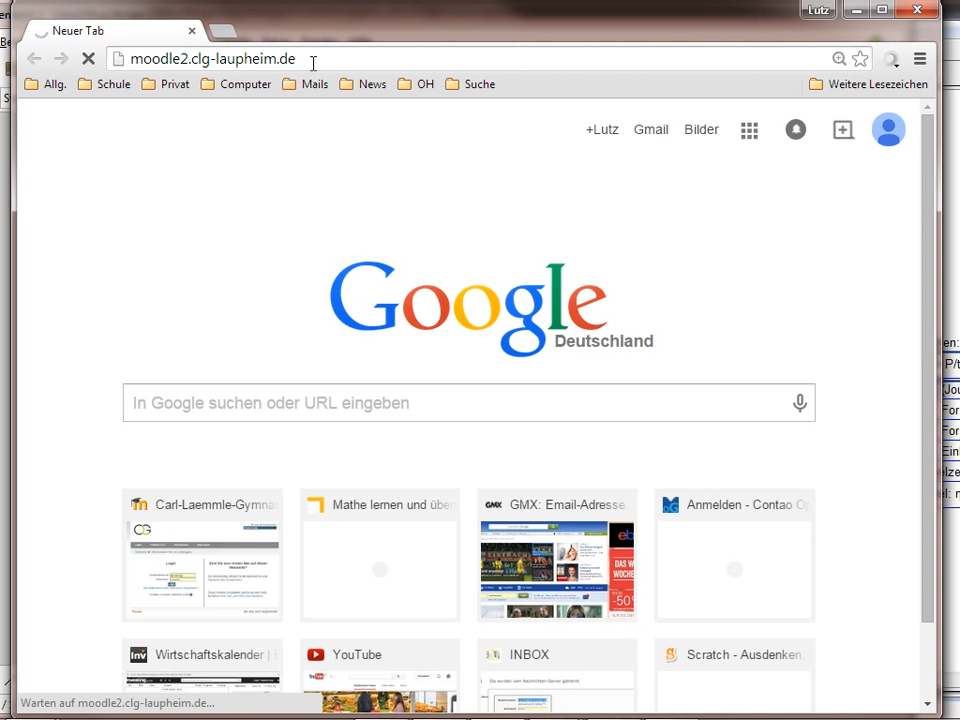 Lutz
Neuer Tab
moodle2.clg-laupheim.de
Allg. Schule Privat Computer Mails News OH Suche Weitere Lesezeichen
+Lutz Gmail Bilder
Google
Deutschland
In Google suchen oder URL eingeben
Carl-Laemmle-Gymna Mathe lernen und über GMX: Email-Adresse, Anmelden - Contao Op
Wirtschaftskalender | YouTube INBOX Scratch - Ausdenken,
Warten auf moodle2.clg-laupheim.de...